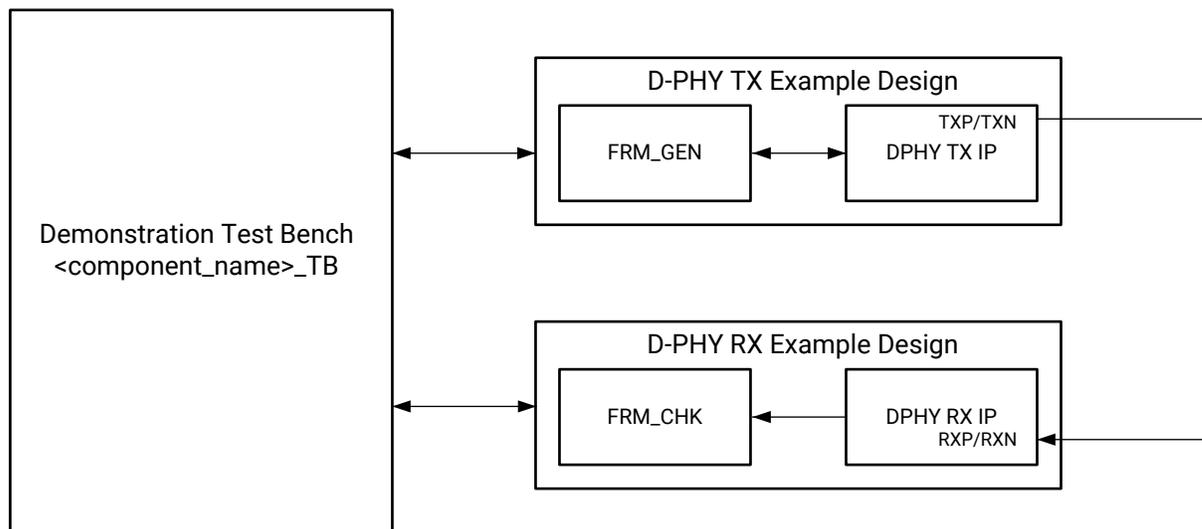 D-PHY TX Example Design
TXP/TXN
FRM_GEN
DPHY TX IP
Demonstration Test Bench
<component_name>_TB
D-PHY RX Example Design
FRM_CHK
DPHY RX IP
RXP/RXN